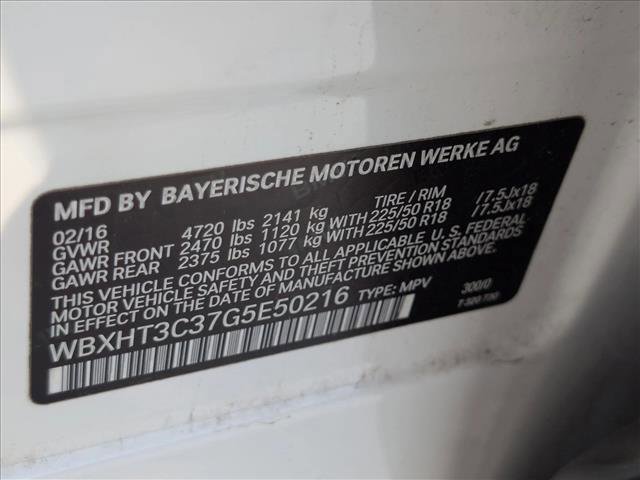 MFD BY BAYERISCHE MOTOREN WERKE AG
02/16 TIRE / RIM
GVWR 4720 lbs 2141 kg
GAWR FRONT 2470 lbs 1120 kg WITH 225/50 R18 /7.5Jx18
GAWR REAR 2375 lbs 1077 kg WITH 225/50 R18 /7.5Jx18
THIS VEHICLE CONFORMS TO ALL APPLICABLE U. S. FEDERAL
MOTOR VEHICLE SAFETY AND THEFT PREVENTION STANDARDS
IN EFFECT ON THE DATE OF MANUFACTURE SHOWN ABOVE.
WBXHT3C37G5E50216 TYPE: MPV 300/0